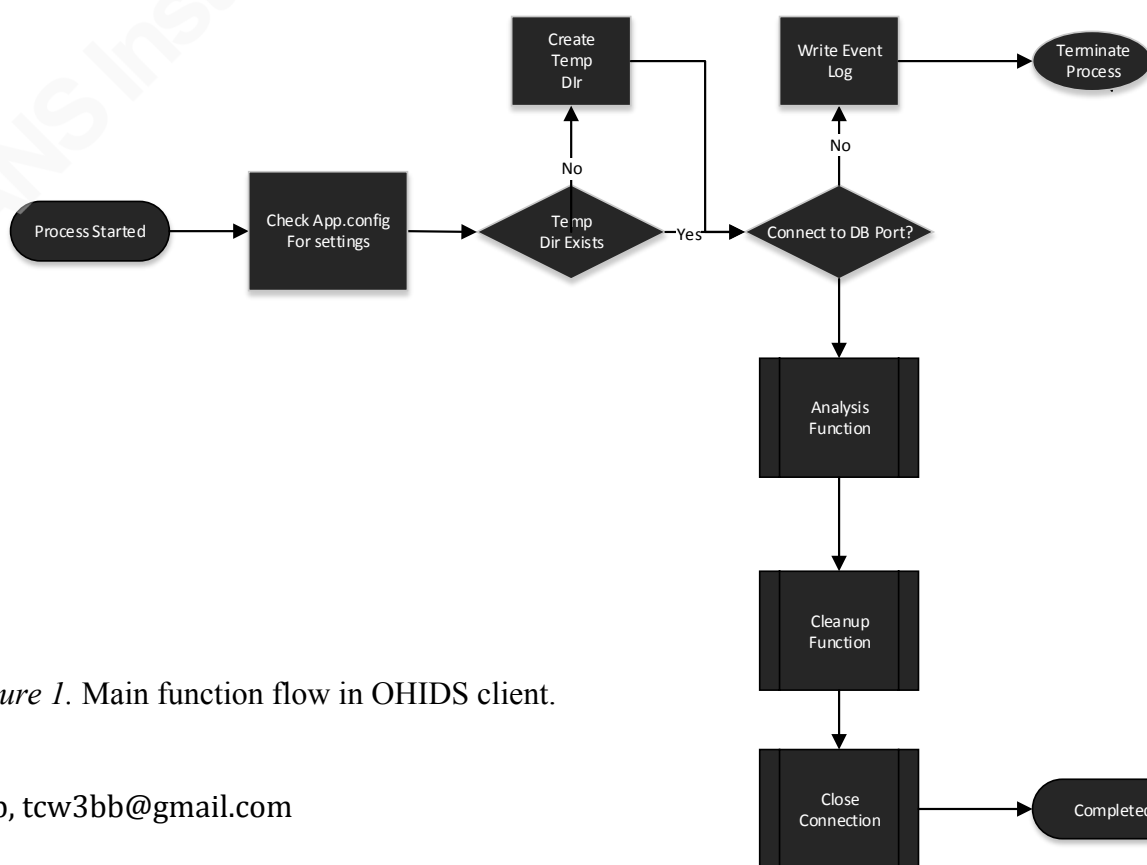 Create
Temp
DIr
Write Event
Log
Terminate
Process
No
No
Process Started
Check App.config
For settings
Temp
Dir Exists
Yes
Connect to DB Port?
Analysis
Function
Cleanup
Function
ure 1. Main function flow in OHIDS client.
Close
Connection
Completed
, tcw3bb@gmail.com